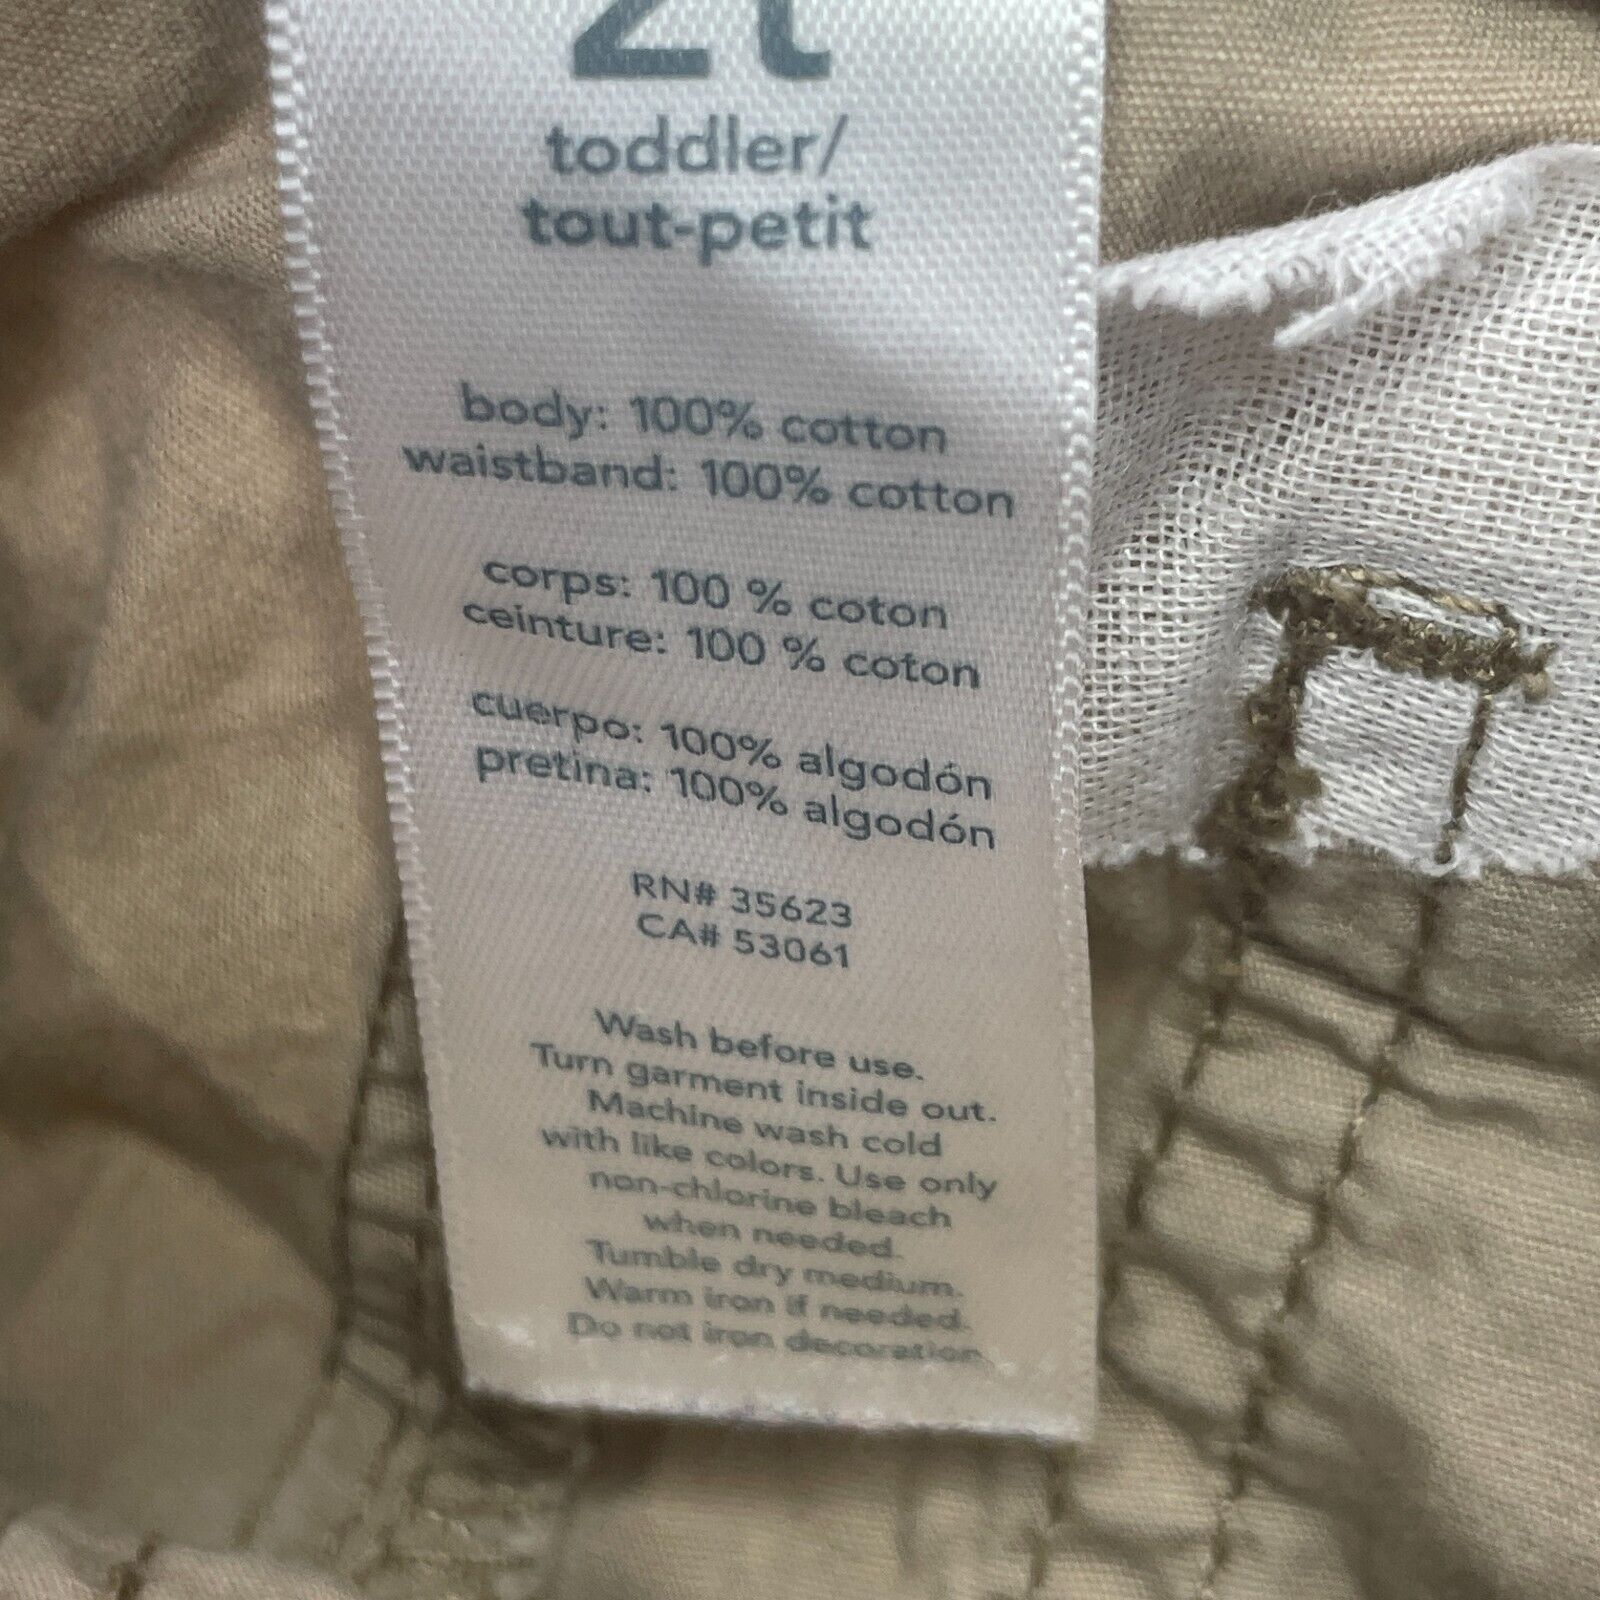 2t
toddler/
tout-petit
body: 100% cotton
waistband: 100% cotton
corps: 100 % coton
ceinture: 100 % coton
cuerpo: 100% algodón
pretina: 100% algodón
RN# 35623
CA# 53061
Wash before use.
Turn garment inside out.
Machine wash cold
with like colors. Use only
non-chlorine bleach
when needed.
Tumble dry medium.
Warm iron if needed.
Do not iron decoration.